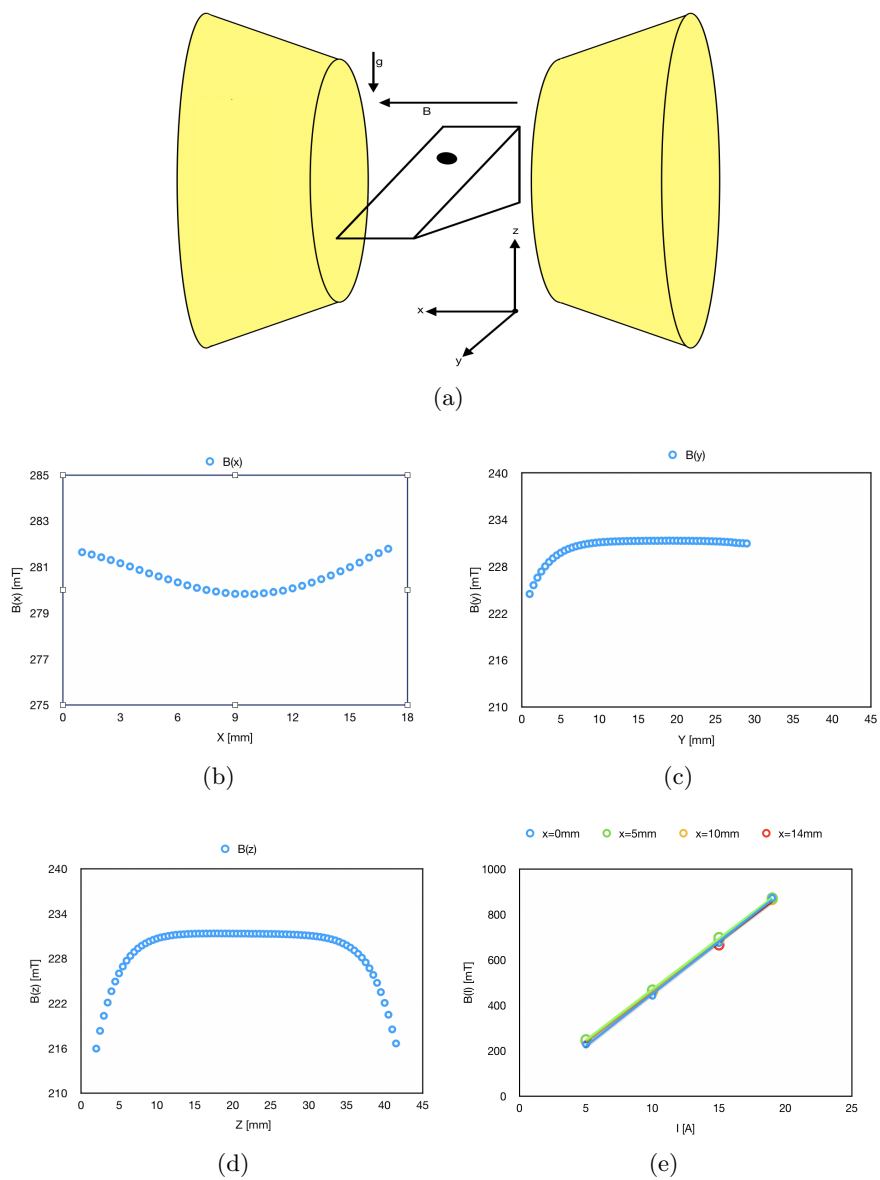 g
B
z
x
y
(a)
B(x)
B(y)
285
283
281
279
277
275
B(x) [mT]
0 3 6 9 12 15 18
X [mm]
240
234
228
222
216
210
B(y) [mT]
0 5 10 15 20 25 30 35 40 45
Y [mm]
(b)
(c)
B(z)
240
234
228
222
216
210
B(z) [mT]
0 5 10 15 20 25 30 35 40 45
Z [mm]
x=0mm x=5mm x=10mm x=14mm
1000
800
600
400
200
0
B(I) [mT]
0 5 10 15 20 25
I [A]
(d)
(e)